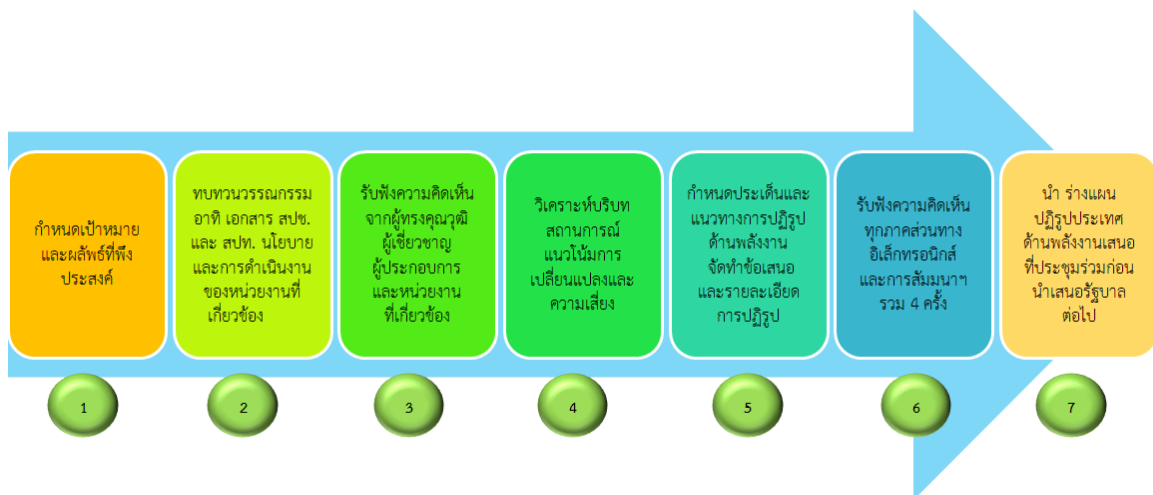 กำหนดเป้าหมาย
และผลัพธ์ที่พึง
ประสงค์
ทบทวนวรรณกรรม
อาทิ เอกสาร สปช.
และ สปท. นโยบาย
และการดำเนินงาน
ของหน่วยงานที่
เกี่ยวข้อง
รับฟังความคิดเห็น
จากผู้ทรงคุณวุฒิ
ผู้เชี่ยวชาญ
ผู้ประกอบการ
และหน่วยงาน
ที่เกี่ยวข้อง
วิเคราะห์บริบท
สถานการณ์
แนวโน้มการ
เปลี่ยนแปลงและ
ความเสี่ยง
กำหนดประเด็นและ
แนวทางการปฏิรูป
ด้านพลังงาน
จัดทำข้อเสนอ
และรายละเอียด
การปฏิรูป
รับฟังความคิดเห็น
ทุกภาคส่วนทาง
อิเล็กทรอนิกส์
และการสัมมนาฯ
รวม 4 ครั้ง
นำ ร่างแผน
ปฏิรูปประเทศ
ด้านพลังงานเสนอ
ที่ประชุมร่วมก่อน
นำเสนอรัฐบาล
ต่อไป
1
2
3
4
5
6
7